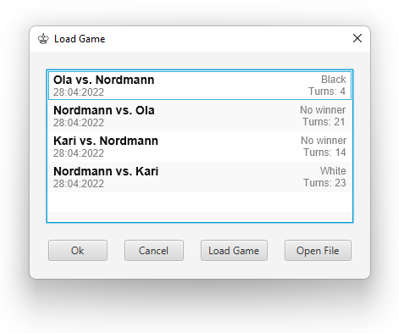 Load Game
Ola vs. Nordmann Black
28:04:2022 Turns: 4
Nordmann vs. Ola No winner
28:04:2022 Turns: 21
Kari vs. Nordmann No winner
28:04:2022 Turns: 14
Nordmann vs. Kari White
28:04:2022 Turns: 23
Ok Cancel Load Game Open File